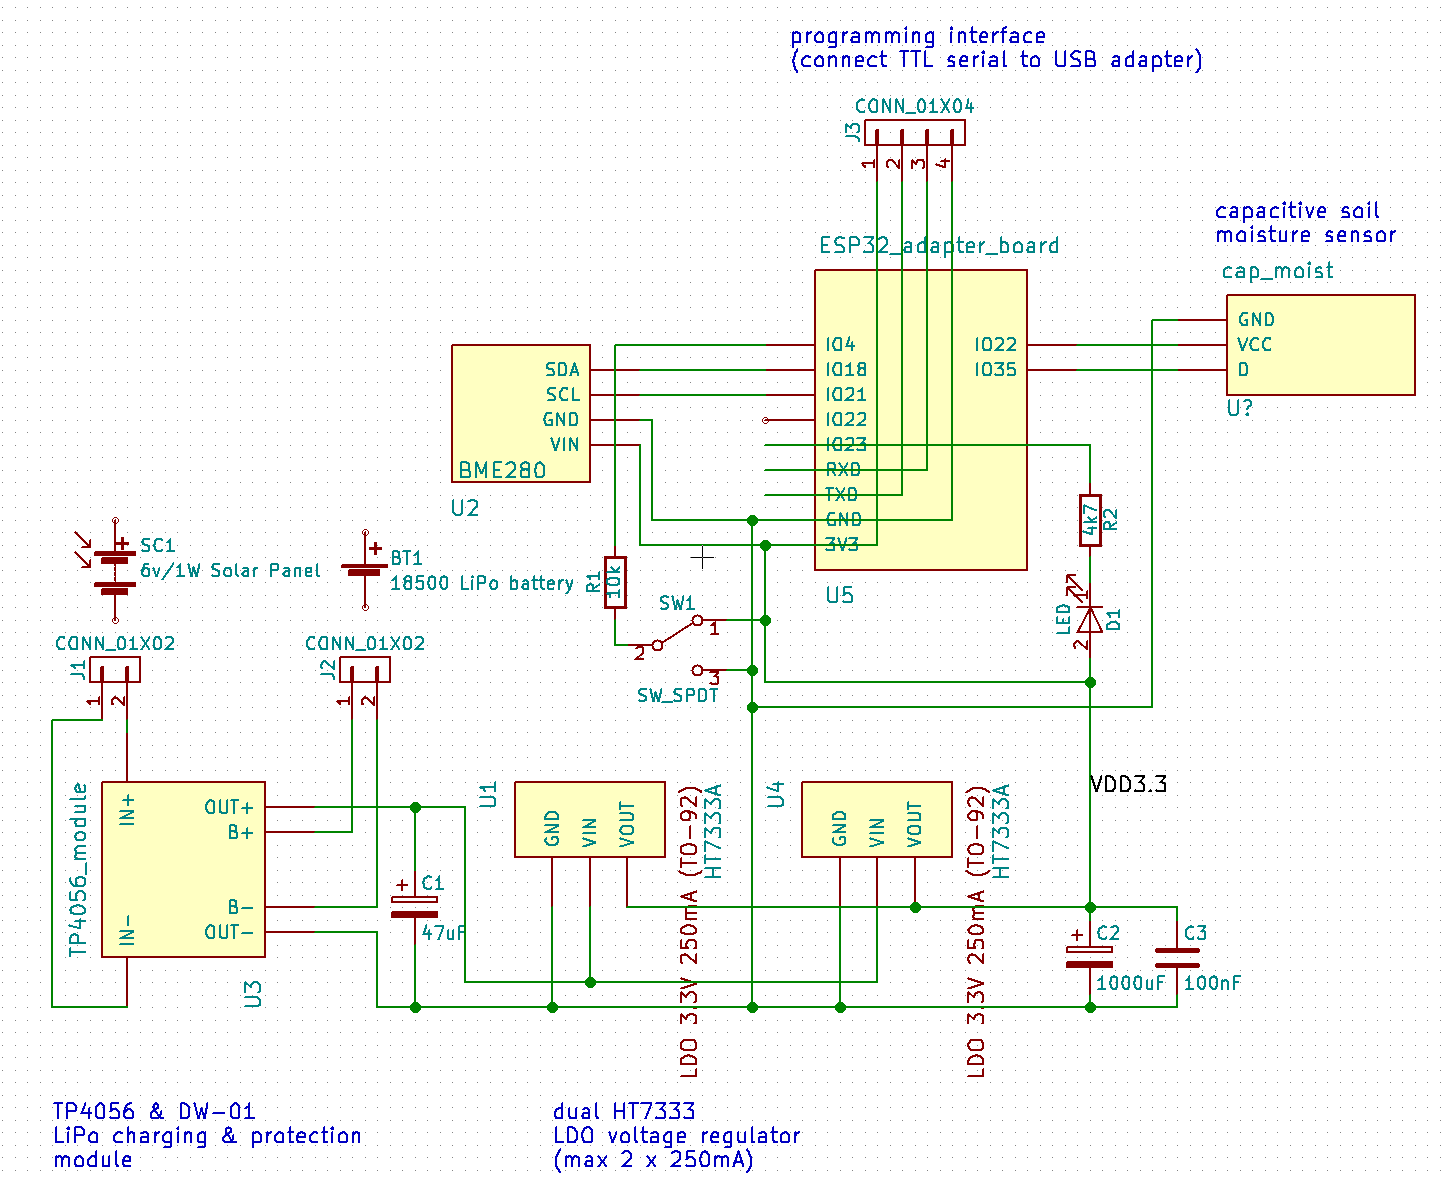 programming interface
(connect TTL serial to USB adapter)
CONN_01X04
J3
1
2
3
4
capacitive soil
moisture sensor
cap_moist
GND
VCC
D
U?
ESP32_adapter_board
IO4
IO18
IO21
IO22
IO23
RXD
TXD
GND
3V3
IO22
IO35
U5
SDA
SCL
GND
VIN
BME280
U2
4k7
R2
LED
D1
1
2
SC1
6v/1W Solar Panel
BT1
18500 LiPo battery
R1
10k
SW1
1
2
3
SW_SPDT
CONN_01X02
J1
1
2
CONN_01X02
J2
1
2
TP4056_module
IN+
IN-
OUT+
B+
B-
OUT-
U3
C1
47uF
U1
GND
VIN
VOUT
LDO 3.3V 250mA (TO-92)
HT7333A
U4
GND
VIN
VOUT
LDO 3.3V 250mA (TO-92)
HT7333A
VDD3.3
C2
1000uF
C3
100nF
TP4056 & DW-01
LiPo charging & protection
module
dual HT7333
LDO voltage regulator
(max 2 x 250mA)